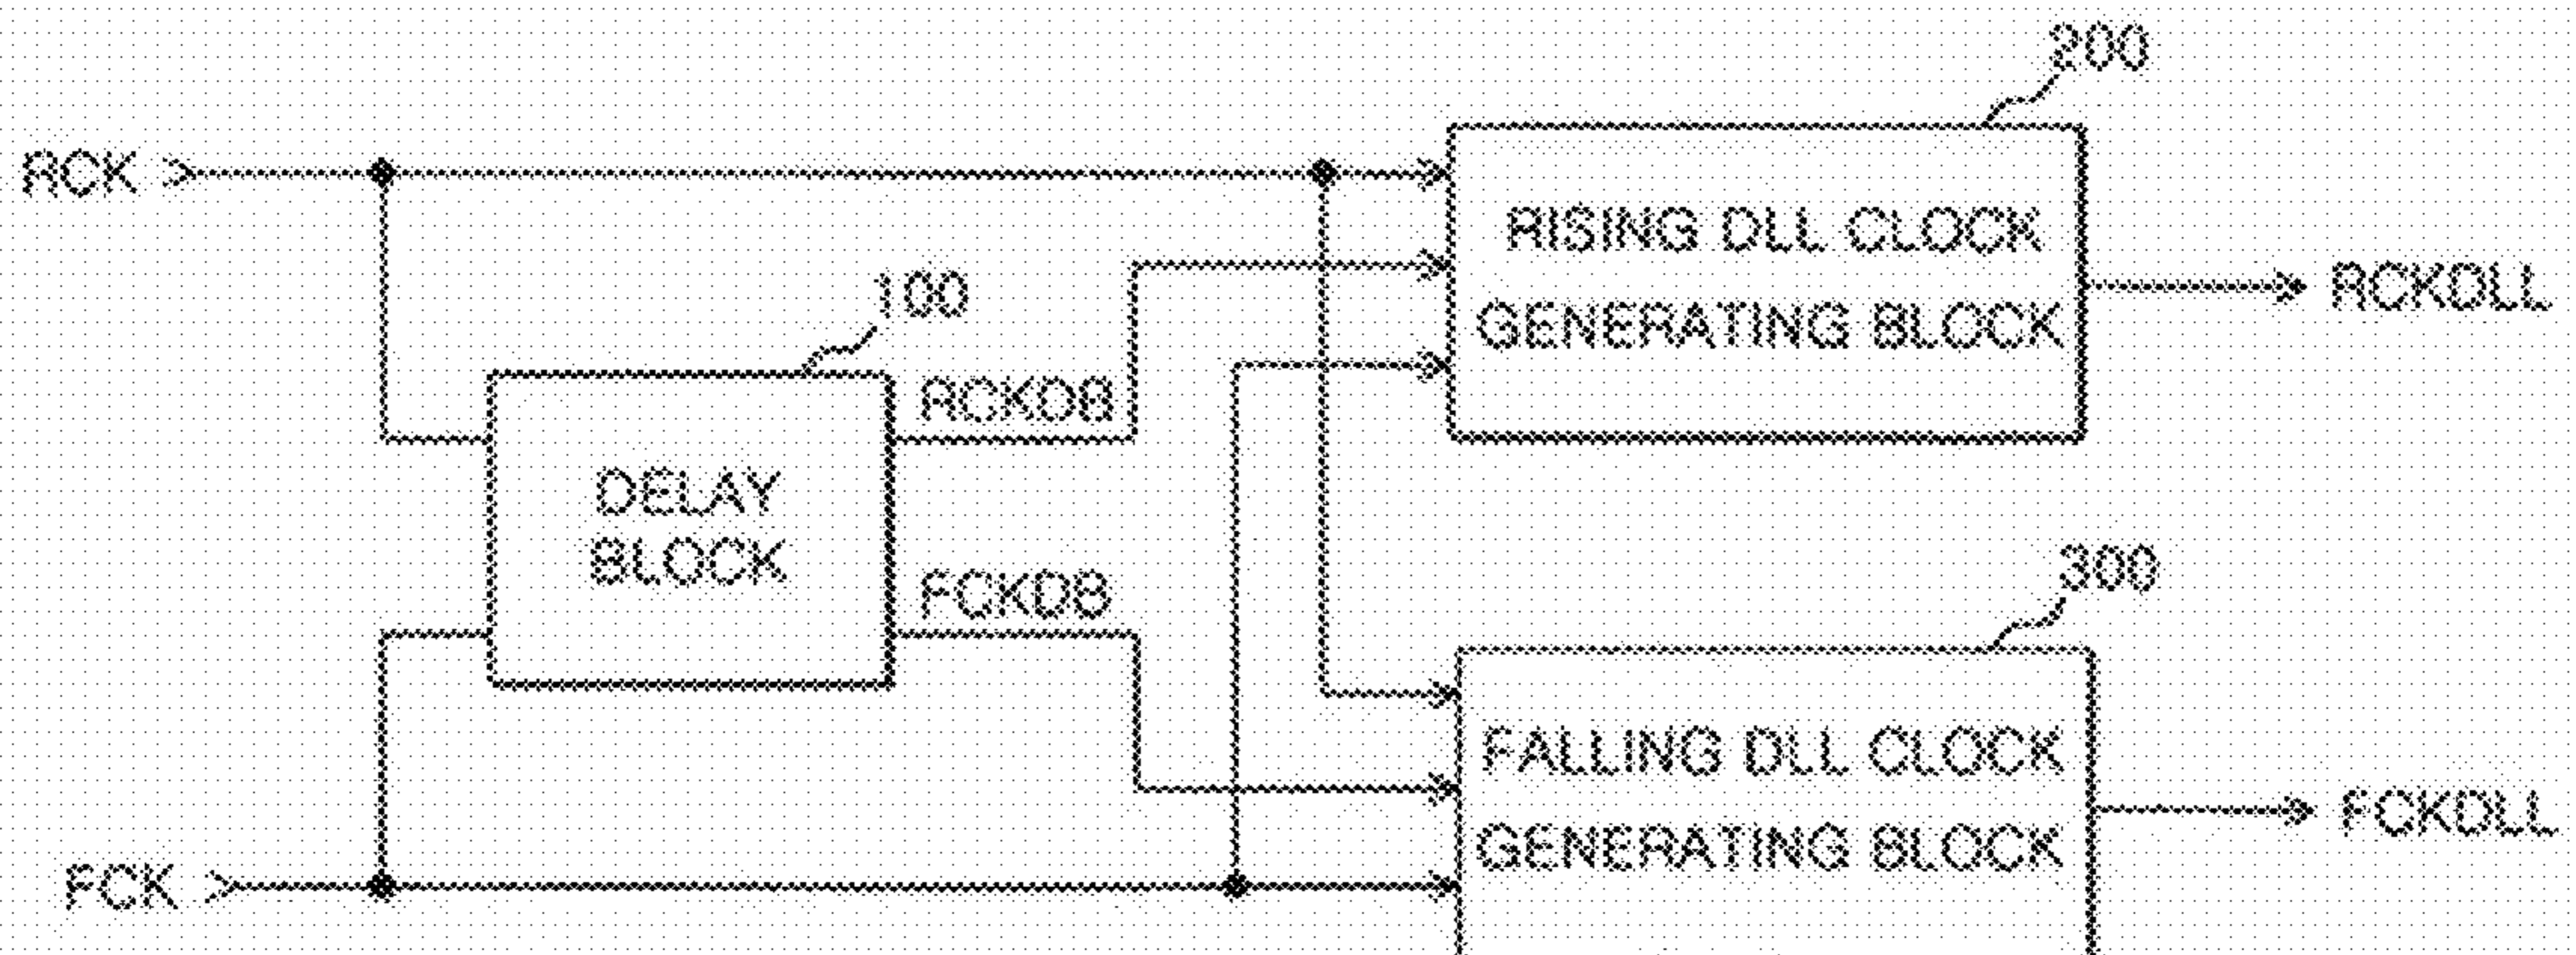 200
RCK
RISING DLL CLOCK
GENERATING BLOCK
RCKDLL
100
RCKDB
DELAY
BLOCK
FCKDB
300
FALLING DLL CLOCK
GENERATING BLOCK
FCKDLL
FCK